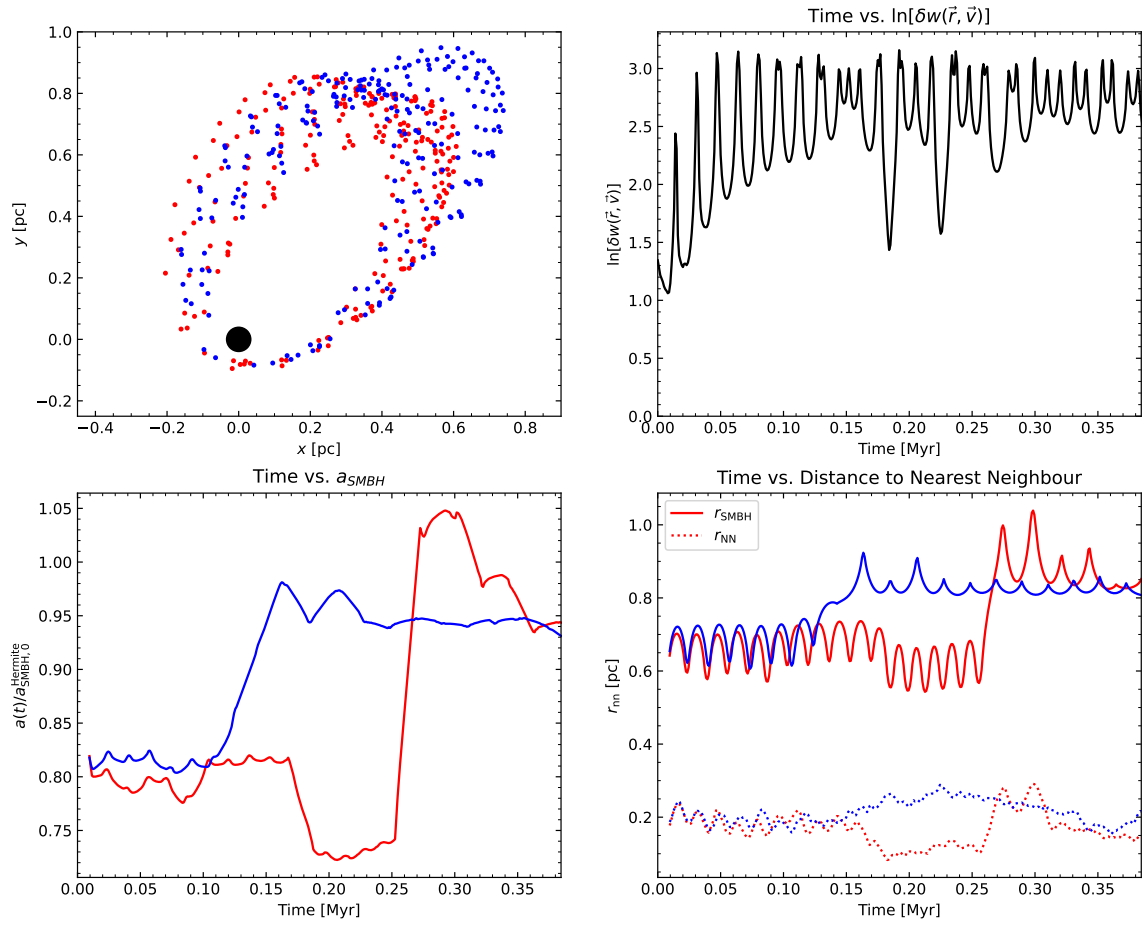 1.0
0.8
0.6
0.4
0.2
0.0
−0.2
y [pc]
−0.4 −0.2 0.0 0.2 0.4 0.6 0.8
x [pc]
Time vs. ln[δw(r⃗, v⃗)]
3.0
2.5
2.0
1.5
1.0
0.5
0.0
ln[δw(r⃗, v⃗)]
0.00 0.05 0.10 0.15 0.20 0.25 0.30 0.35
Time [Myr]
Time vs. a_SMBH
1.05
1.00
0.95
0.90
0.85
0.80
0.75
a(t)/a^Hermite_SMBH, 0
0.00 0.05 0.10 0.15 0.20 0.25 0.30 0.35
Time [Myr]
Time vs. Distance to Nearest Neighbour
r_SMBH
r_NN
1.0
0.8
0.6
0.4
0.2
r_nn [pc]
0.00 0.05 0.10 0.15 0.20 0.25 0.30 0.35
Time [Myr]